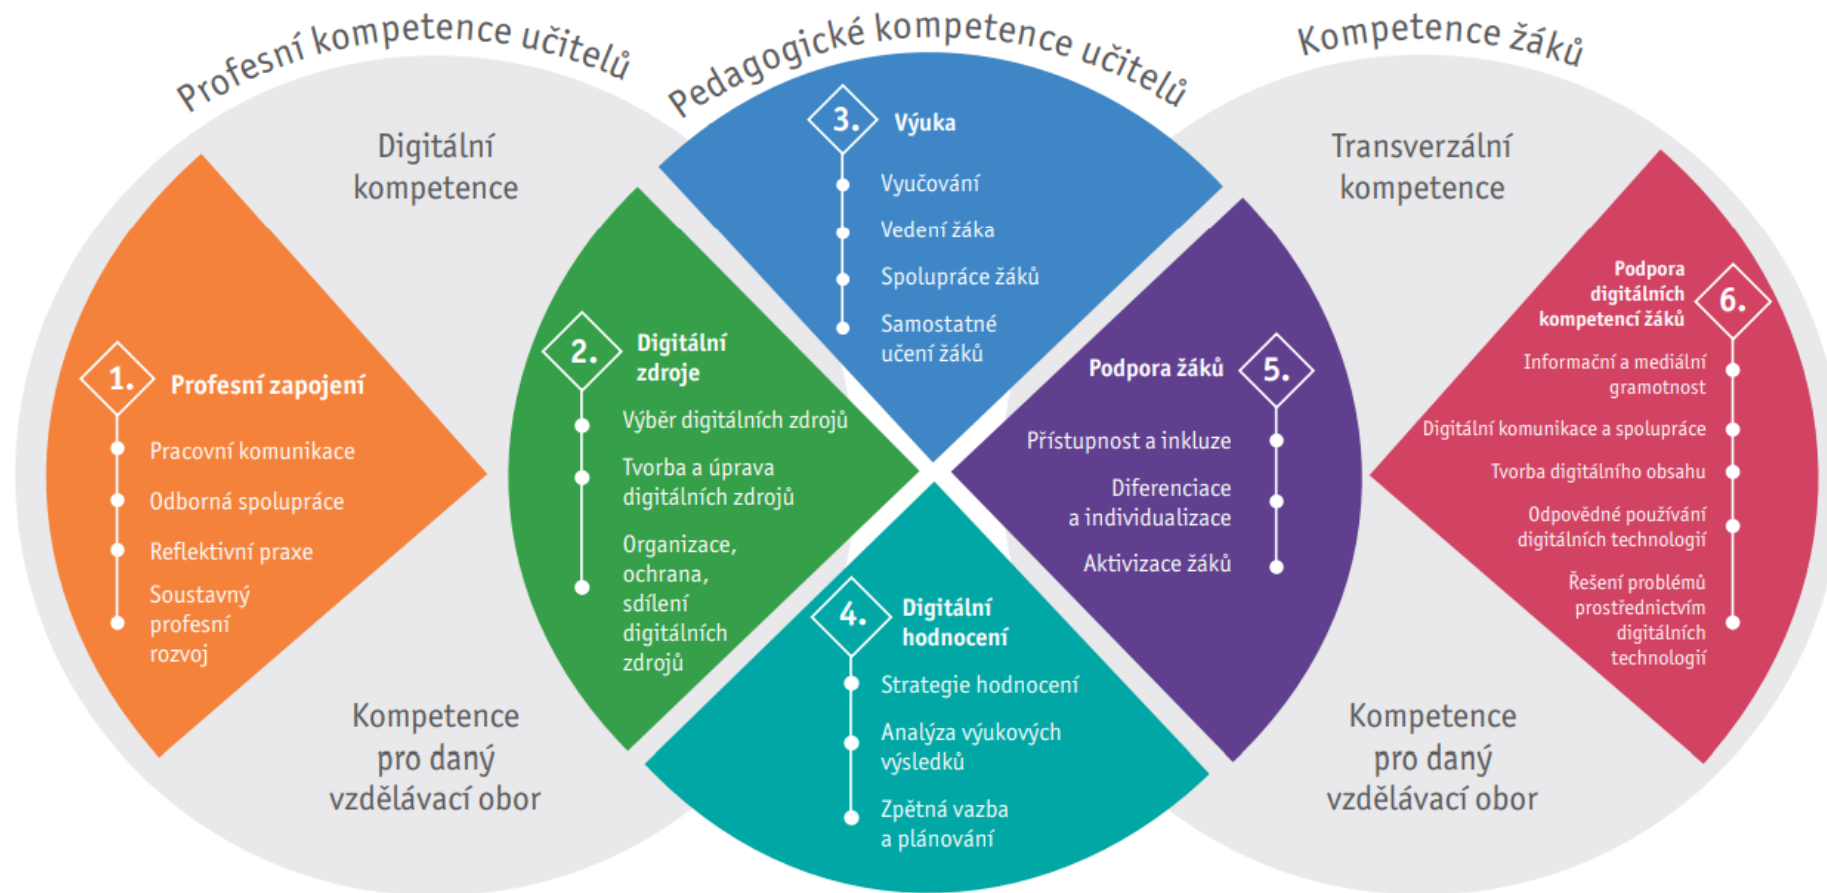 Profesní kompetence učitelů
Pedagogické kompetence učitelů
Kompetence žáků
Digitální
kompetence
Kompetence
pro daný
vzdělávací obor
1.
Profesní zapojení
Pracovní komunikace
Odborná spolupráce
Reflektivní praxe
Soustavný
profesní
rozvoj
2.
Digitální
zdroje
Výběr digitálních zdrojů
Tvorba a úprava
digitálních zdrojů
Organizace,
ochrana,
sdílení
digitálních
zdrojů
3.
Výuka
Vyučování
Vedení žáka
Spolupráce žáků
Samostatné
učení žáků
4.
Digitální
hodnocení
Strategie hodnocení
Analýza výukových
výsledků
Zpětná vazba
a plánování
Podpora žáků
5.
Přístupnost a inkluze
Diferenciace
a individualizace
Aktivizace žáků
Transverzální
kompetence
Kompetence
pro daný
vzdělávací obor
Podpora
digitálních
kompetencí žáků
6.
Informační a mediální
gramotnost
Digitální komunikace a spolupráce
Tvorba digitálního obsahu
Odpovědné používání
digitálních technologií
Řešení problémů
prostřednictvím
digitálních
technologií